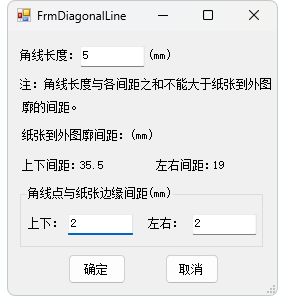 FrmDiagonalLine
角线长度: 5 (mm)
注: 角线长度与各间距之和不能大于纸张到外图
廓的间距。
纸张到外图廓间距: (mm)
上下间距: 35.5 左右间距: 19
角线点与纸张边缘间距(mm)
上下: 2 左右: 2
确定 取消